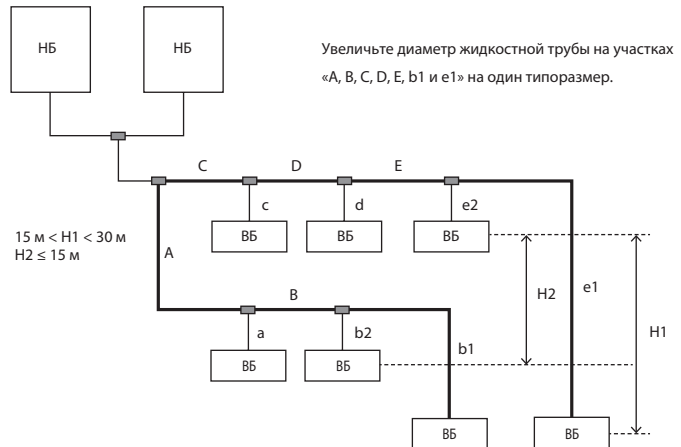 НБ
НБ
Увеличьте диаметр жидкостной трубы на участках
«A, B, C, D, E, b1 и e1» на один типоразмер.
C
D
E
c
d
e2
ВБ
ВБ
ВБ
15 м < H1 < 30 м
H2 ≤ 15 м
A
H2
e1
H1
B
a
b2
b1
ВБ
ВБ
ВБ
ВБ